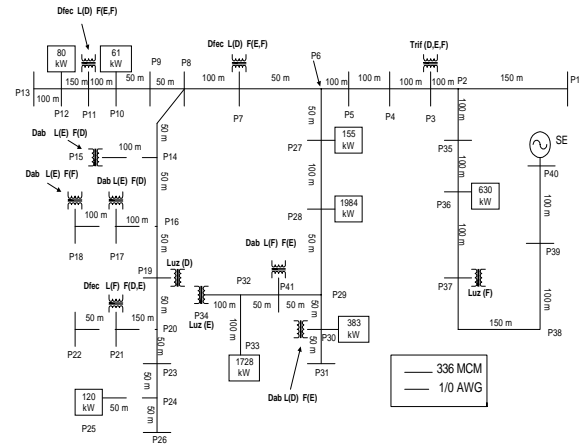 Dfec L(D) F(E,F)
80
kW
61
kW
P9
P8
Dfec L(D) F(E,F)
P6
Trif (D,E,F)
P13
100 m
150 m
100 m
50 m
50 m
100 m
50 m
100 m
100 m
100 m
100 m
P2
150 m
P1
P12
P11
P10
P7
P5
P4
P3
Dab L(E) F(D)
P15
100 m
P14
50 m
50 m
P27
155
kW
100 m
P35
SE
P40
Dab L(E) F(F)
Dab L(E) F(D)
50 m
100 m
P28
1984
kW
100 m
P36
630
kW
100 m
P39
100 m
100 m
P16
P18
P17
50 m
Dab L(F) F(E)
50 m
100 m
P19
Luz (D)
P32
P41
P37
Luz (F)
100 m
Dfec L(F) F(D,E)
P34
Luz (E)
100 m
50 m
50 m
P29
50 m
50 m
150 m
P20
50 m
100 m
P33
50 m
P30
383
kW
150 m
P38
P22
P21
1728
kW
50 m
P31
P23
Dab L(D) F(E)
336 MCM
1/0 AWG
120
kW
50 m
P24
50 m
50 m
P25
P26